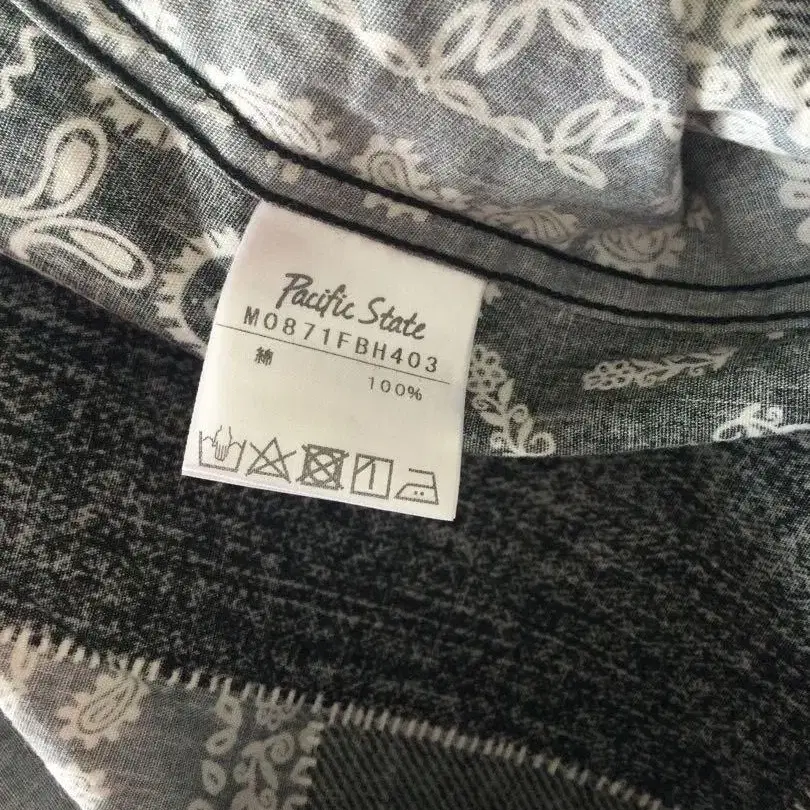 Pacific State
M0871FBH403
綿
100%